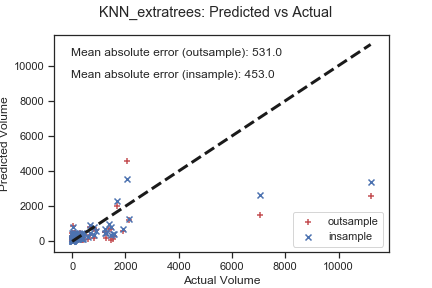 KNN_extratrees: Predicted vs Actual
Mean absolute error (outsample): 531.0
Mean absolute error (insample): 453.0
Predicted Volume
10000
8000
6000
4000
2000
0
outsample
insample
0 2000 4000 6000 8000 10000
Actual Volume